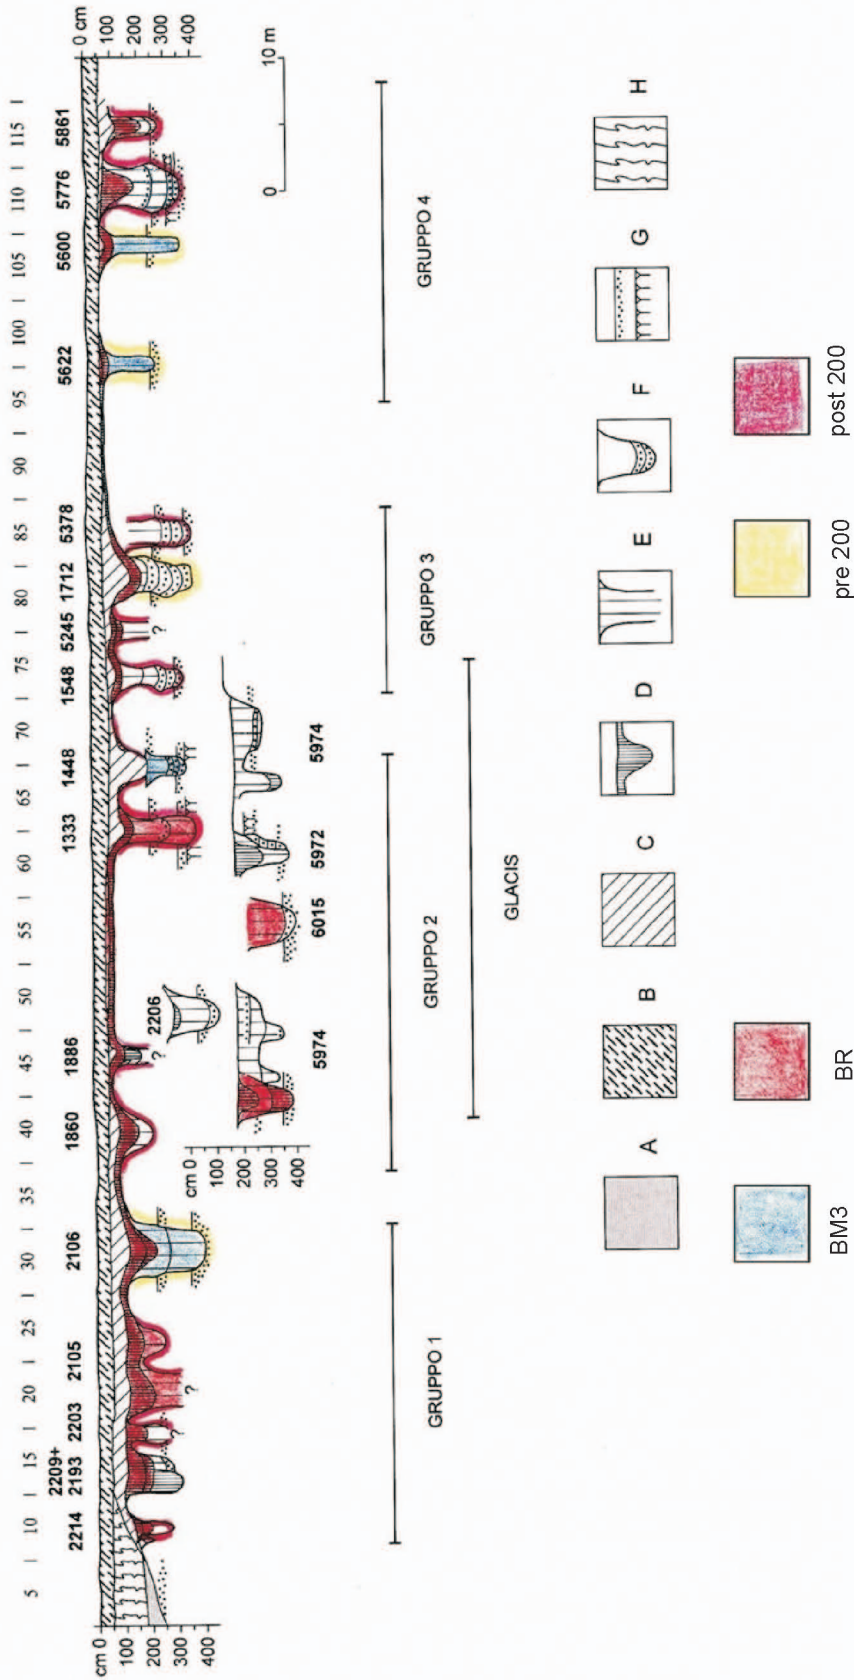 5 | 10 | 15 | 20 | 25 | 30 | 35 | 40 | 45 | 50 | 55 | 60 | 65 | 70 | 75 | 80 | 85 | 90 | 95 | 100 | 105 | 110 | 115 |
2214 2209+ 2193 2203 2105 2106 1860 1886 1333 1448 1548 5245 1712 5378 5622 5600 5776 5861
cm 0
100
200
300
400
0 cm
100
200
300
400
?
?
?
?
2206
cm 0
100
200
300
400
5974 6015 5972 5974
0 10 m
GRUPPO 1
GRUPPO 2
GRUPPO 3
GRUPPO 4
GLACIS
A B C D E F G H
BM3 BR pre 200 post 200